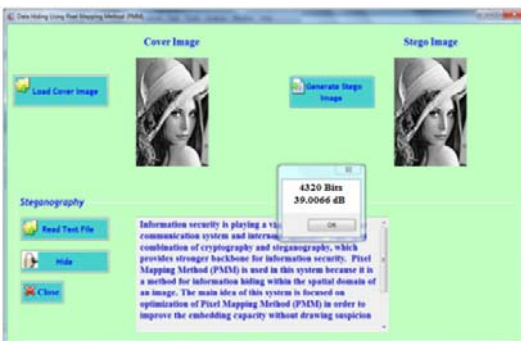 Data Hiding Using Pixel Mapping Method (PMM)
Cover Image
Stego Image
Load Cover Image
Generate Stego
Image
4320 Bits
39.0066 dB
OK
Steganography
Read Text File
Hide
Close
Information security is playing a
communication system and
combination of cryptography and steganography, which
provides stronger backbone for information security. Pixel
Mapping Method (PMM) is used in this system because it is
a method for information hiding within the spatial domain of
an image. The main idea of this system is focused on
optimization of Pixel Mapping Method (PMM) in order to
improve the embedding capacity without drawing suspicion